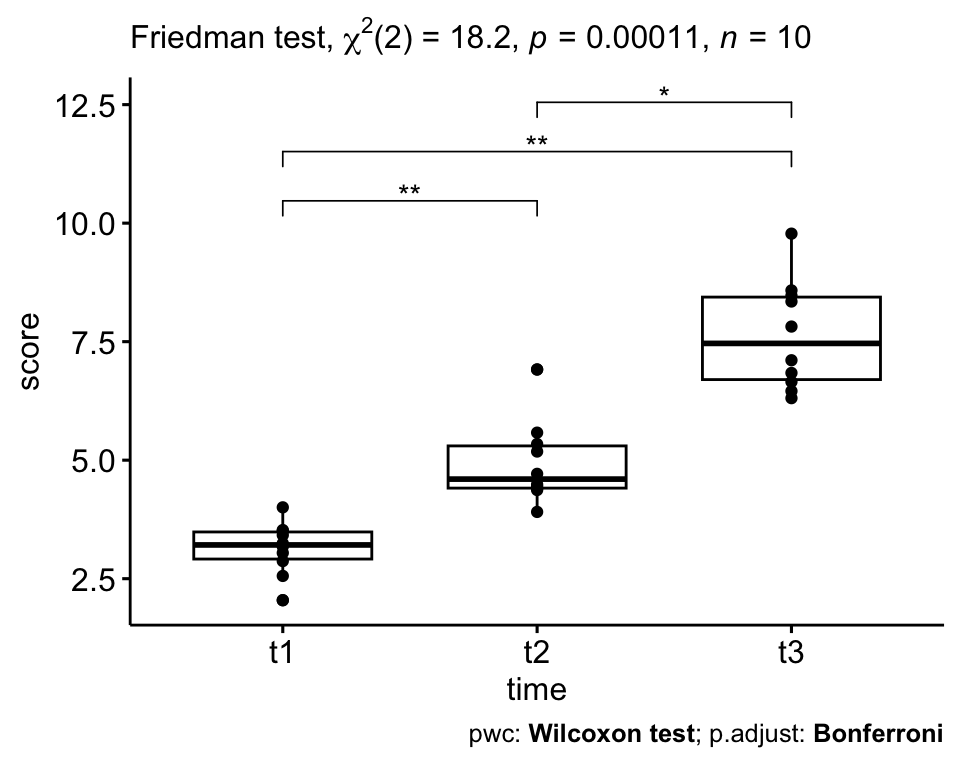 Friedman test, χ²(2) = 18.2, p = 0.00011, n = 10
12.5
*
**
**
10.0
7.5
score
5.0
2.5
t1 t2 t3
time
pwc: Wilcoxon test; p.adjust: Bonferroni